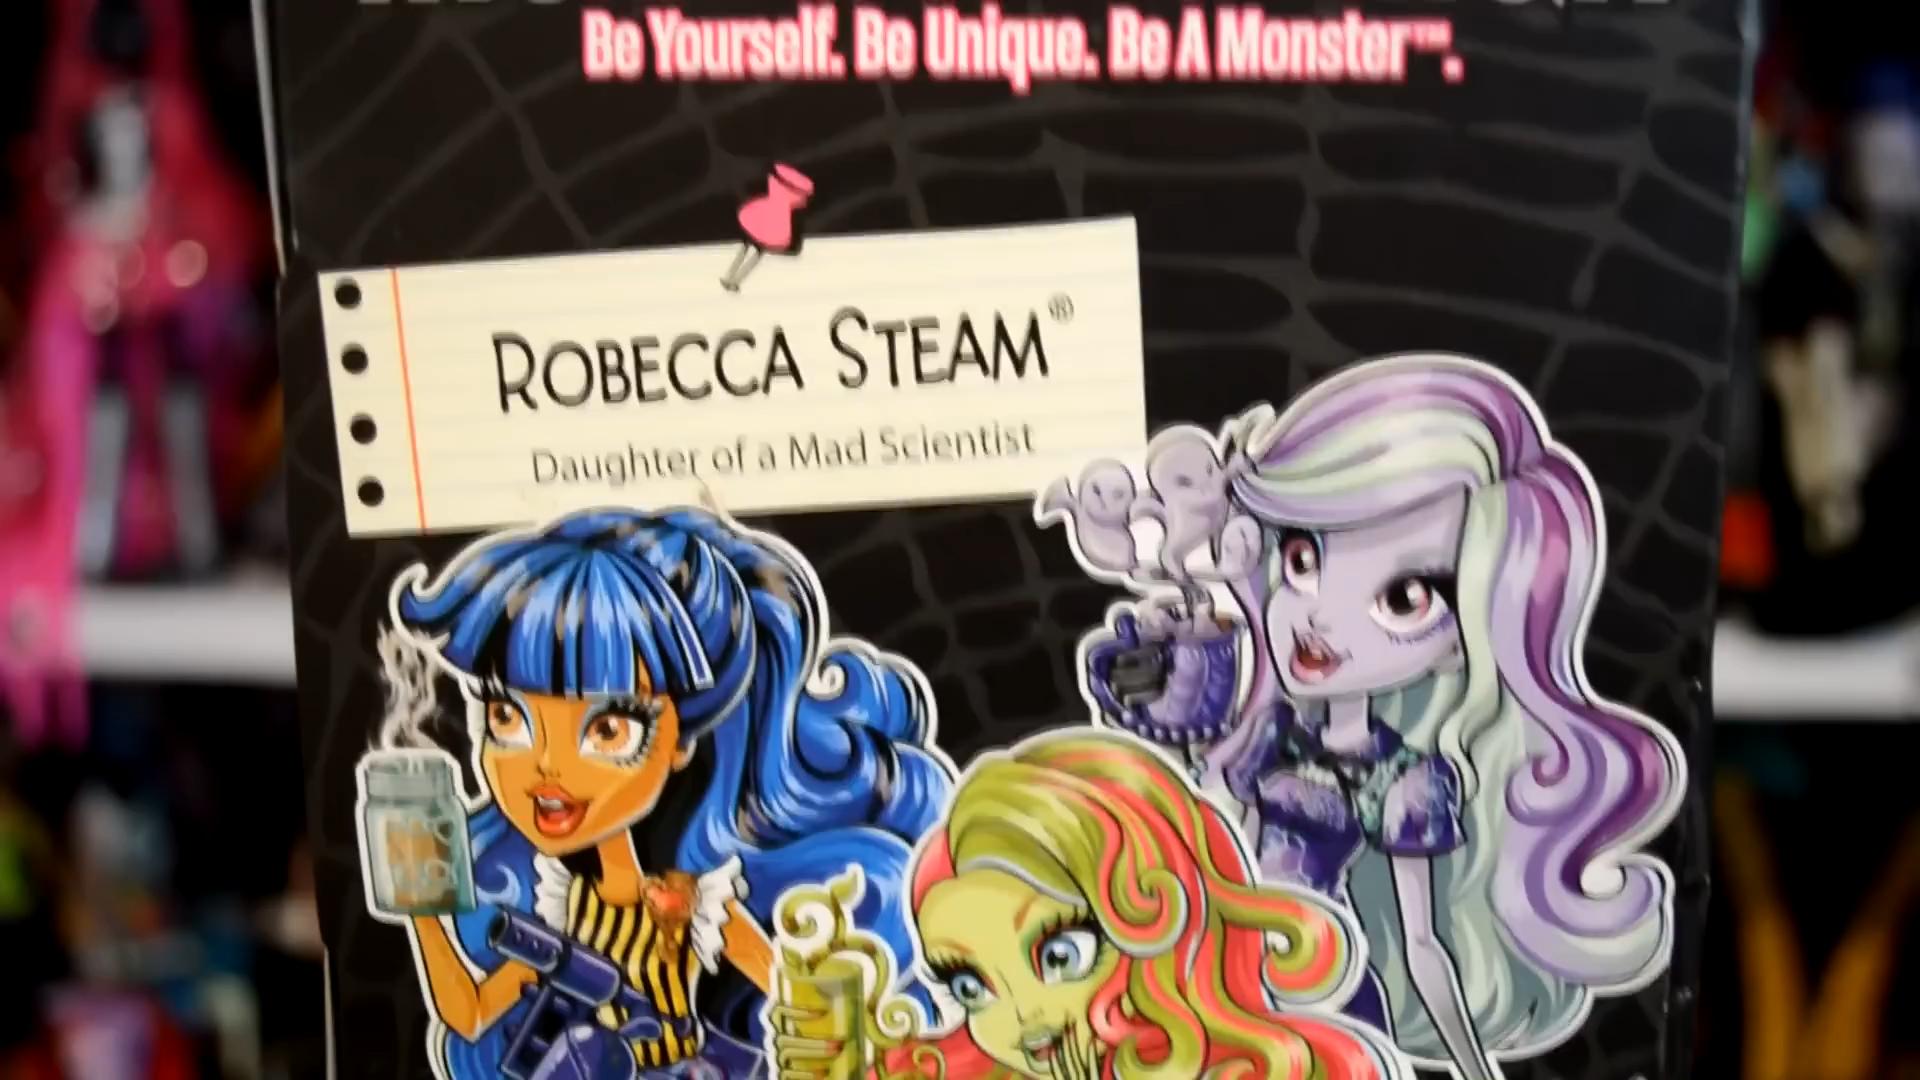 Be Yourself. Be Unique. Be A Monster™.
ROBECCA STEAM®
Daughter of a Mad Scientist